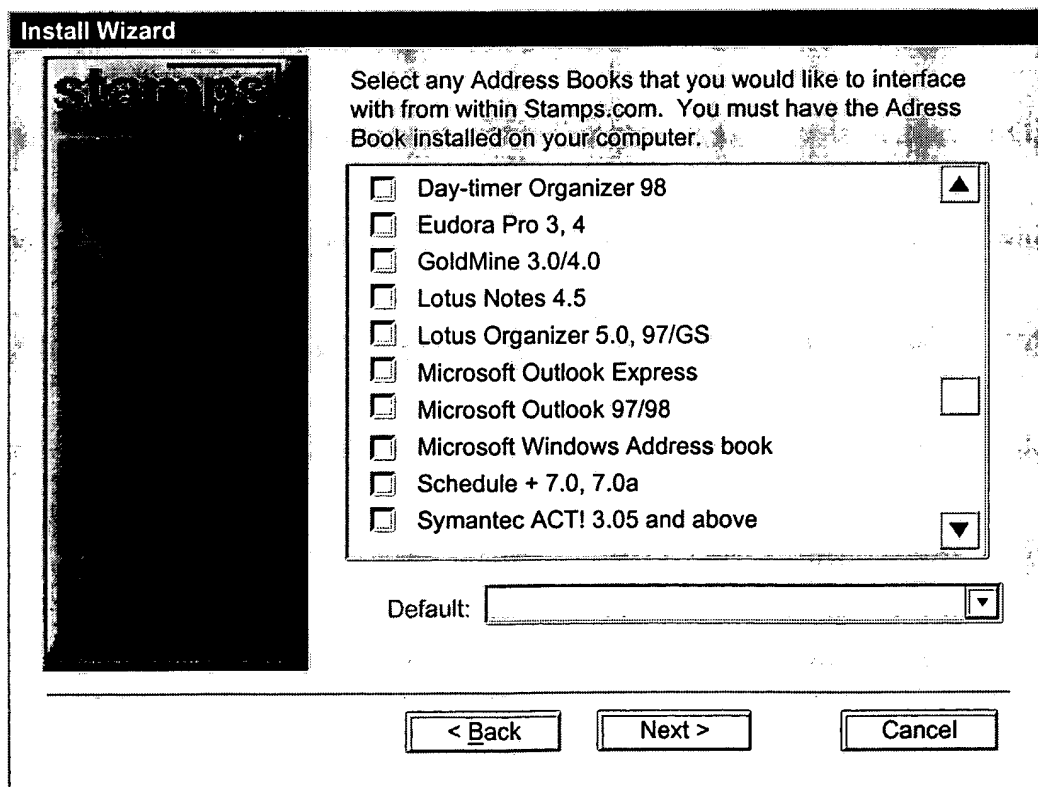 Install Wizard
stamps
Select any Address Books that you would like to interface
with from within Stamps.com. You must have the Adress
Book installed on your computer.
Day-timer Organizer 98
Eudora Pro 3, 4
GoldMine 3.0/4.0
Lotus Notes 4.5
Lotus Organizer 5.0, 97/GS
Microsoft Outlook Express
Microsoft Outlook 97/98
Microsoft Windows Address book
Schedule + 7.0, 7.0a
Symantec ACT! 3.05 and above
Default:
< Back
Next >
Cancel